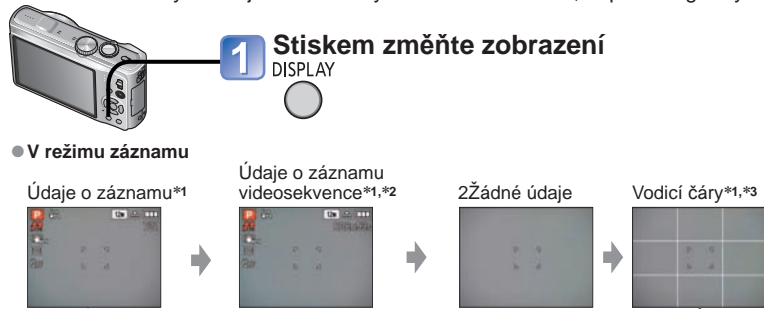 1 Stiskem změňte zobrazení
DISPLAY
● V režimu záznamu
Údaje o záznamu*1
Údaje o záznamu
videosekvence*1,*2
2Žádné údaje
Vodicí čáry*1,*3